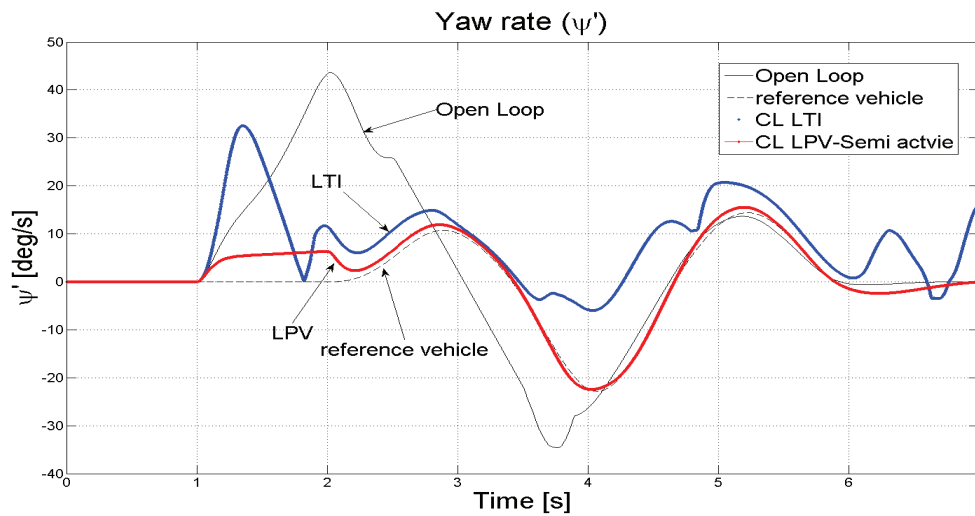 Yaw rate (ψ')
50
40
30
20
10
0
-10
-20
-30
-40
ψ' [deg/s]
Open Loop
reference vehicle
CL LTI
CL LPV-Semi actvie
Open Loop
LTI
LPV
reference vehicle
0 1 2 3 4 5 6
Time [s]